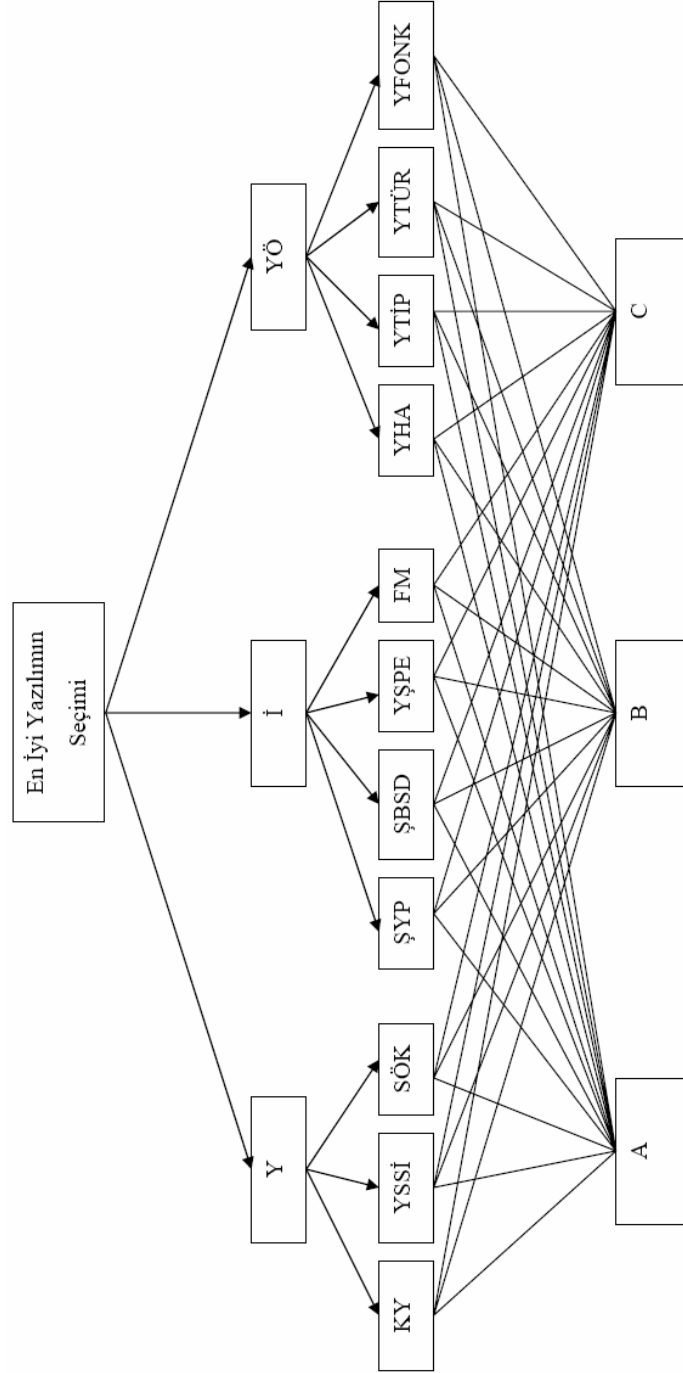 En İyi Yazılımın
Seçimi
Y
İ
YÖ
KY
YSSİ
SÖK
ŞYP
ŞBSD
YŞPE
FM
YHA
YTİP
YTÜR
YFONK
A
B
C